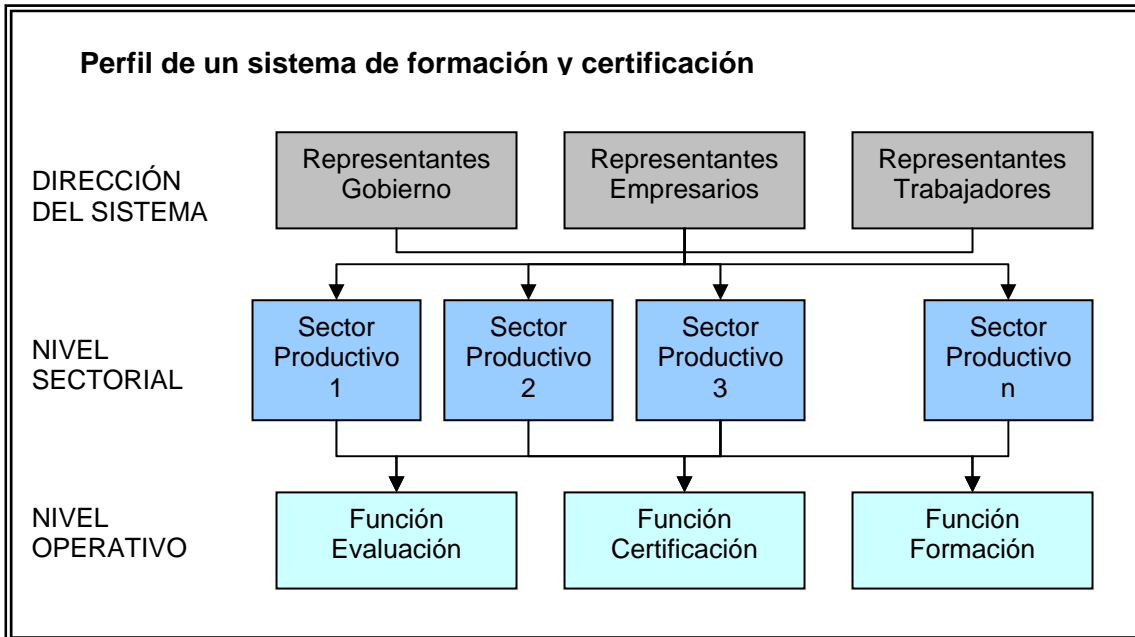 Perfil de un sistema de formación y certificación
DIRECCIÓN
DEL SISTEMA
Representantes
Gobierno
Representantes
Empresarios
Representantes
Trabajadores
NIVEL
SECTORIAL
Sector
Productivo
1
Sector
Productivo
2
Sector
Productivo
3
Sector
Productivo
n
NIVEL
OPERATIVO
Función
Evaluación
Función
Certificación
Función
Formación